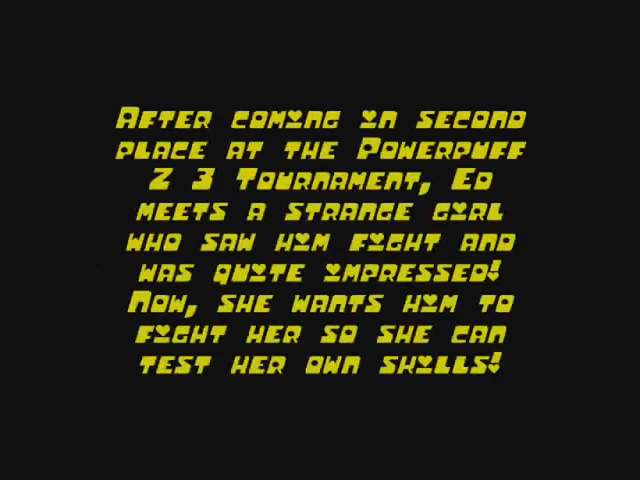 After coming in second
place at the Powerpuff
Z 3 Tournament, Ed
meets a strange girl
who saw him fight and
was quite impressed!
Now, she wants him to
fight her so she can
test her own skills!